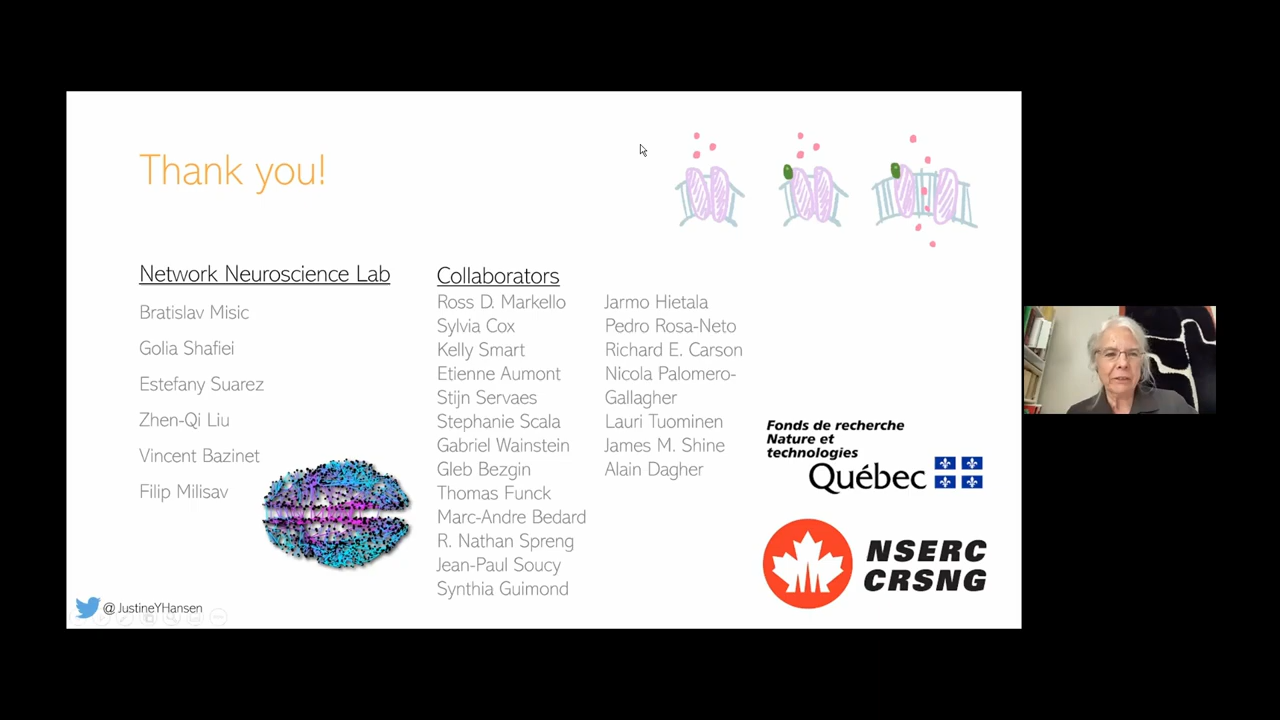 Thank you!
Network Neuroscience Lab
Bratislav Misic
Golia Shafiei
Estefany Suarez
Zhen-Qi Liu
Vincent Bazinet
Filip Milisav
Collaborators
Ross D. Markello
Sylvia Cox
Kelly Smart
Etienne Aumont
Stijn Servaes
Stephanie Scala
Gabriel Wainstein
Gleb Bezgin
Thomas Funck
Marc-Andre Bedard
R. Nathan Spreng
Jean-Paul Soucy
Synthia Guimond
Jarmo Hietala
Pedro Rosa-Neto
Richard E. Carson
Nicola Palomero-
Gallagher
Lauri Tuominen
James M. Shine
Alain Dagher
Fonds de recherche
Nature et
technologies
Québec
NSERC
CRSNG
@JustineYHansen